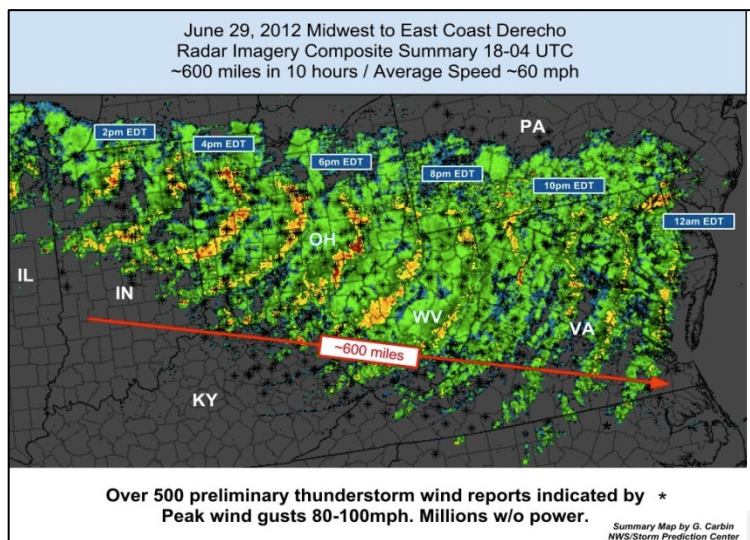 June 29, 2012 Midwest to East Coast Derecho
Radar Imagery Composite Summary 18-04 UTC
~600 miles in 10 hours / Average Speed ~60 mph
PA
2pm EDT
4pm EDT
6pm EDT
8pm EDT
10pm EDT
12am EDT
OH
IL
IN
WV
VA
~600 miles
KY
Over 500 preliminary thunderstorm wind reports indicated by *
Peak wind gusts 80-100mph. Millions w/o power.
Summary Map by G. Carbin
NWS/Storm Prediction Center